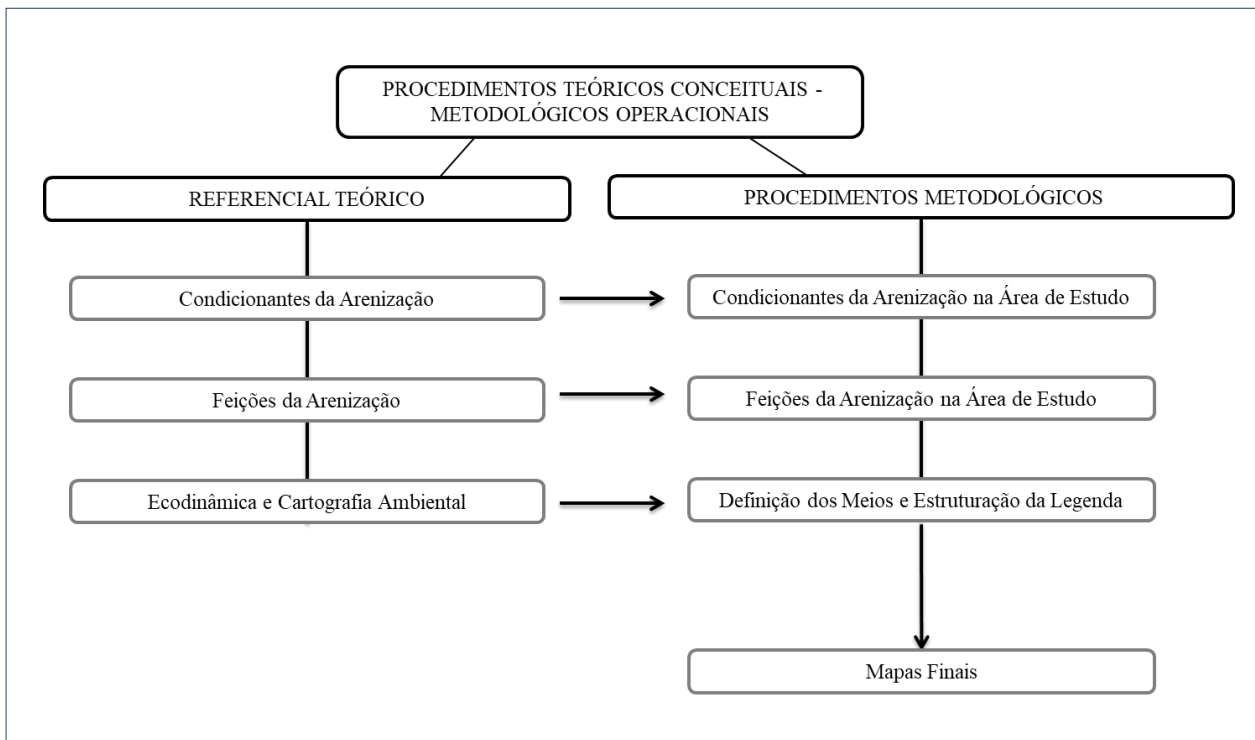 PROCEDIMENTOS TEÓRICOS CONCEITUAIS -
METODOLÓGICOS OPERACIONAIS
REFERENCIAL TEÓRICO
PROCEDIMENTOS METODOLÓGICOS
Condicionantes da Arenização
Condicionantes da Arenização na Área de Estudo
Feições da Arenização
Feições da Arenização na Área de Estudo
Ecodinâmica e Cartografia Ambiental
Definição dos Meios e Estruturação da Legenda
Mapas Finais